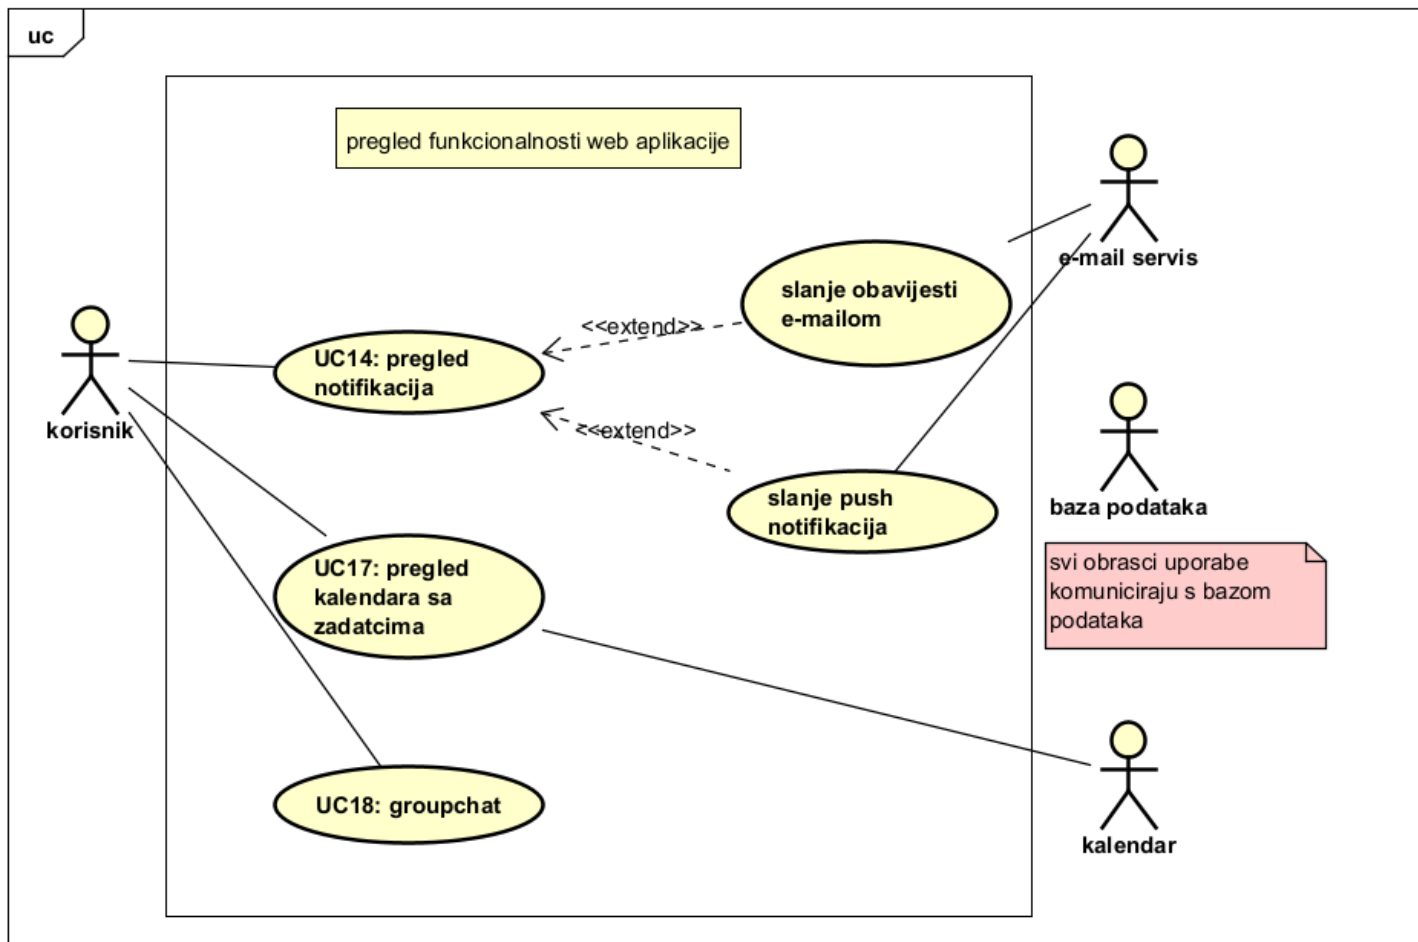 uc
pregled funkcionalnosti web aplikacije
e-mail servis
slanje obavijesti
e-mailom
<<extend>>
UC14: pregled
notifikacija
korisnik
<<extend>>
slanje push
notifikacija
baza podataka
svi obrasci uporabe
komuniciraju s bazom
podataka
UC17: pregled
kalendara sa
zadatcima
UC18: groupchat
kalendar